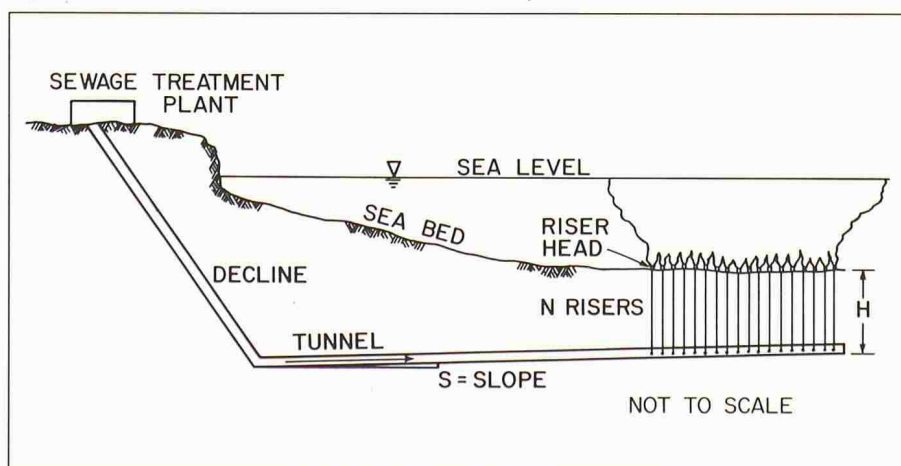 SEWAGE TREATMENT
PLANT
SEA LEVEL
SEA BED
RISER
HEAD
DECLINE
N RISERS
H
TUNNEL
S = SLOPE
NOT TO SCALE